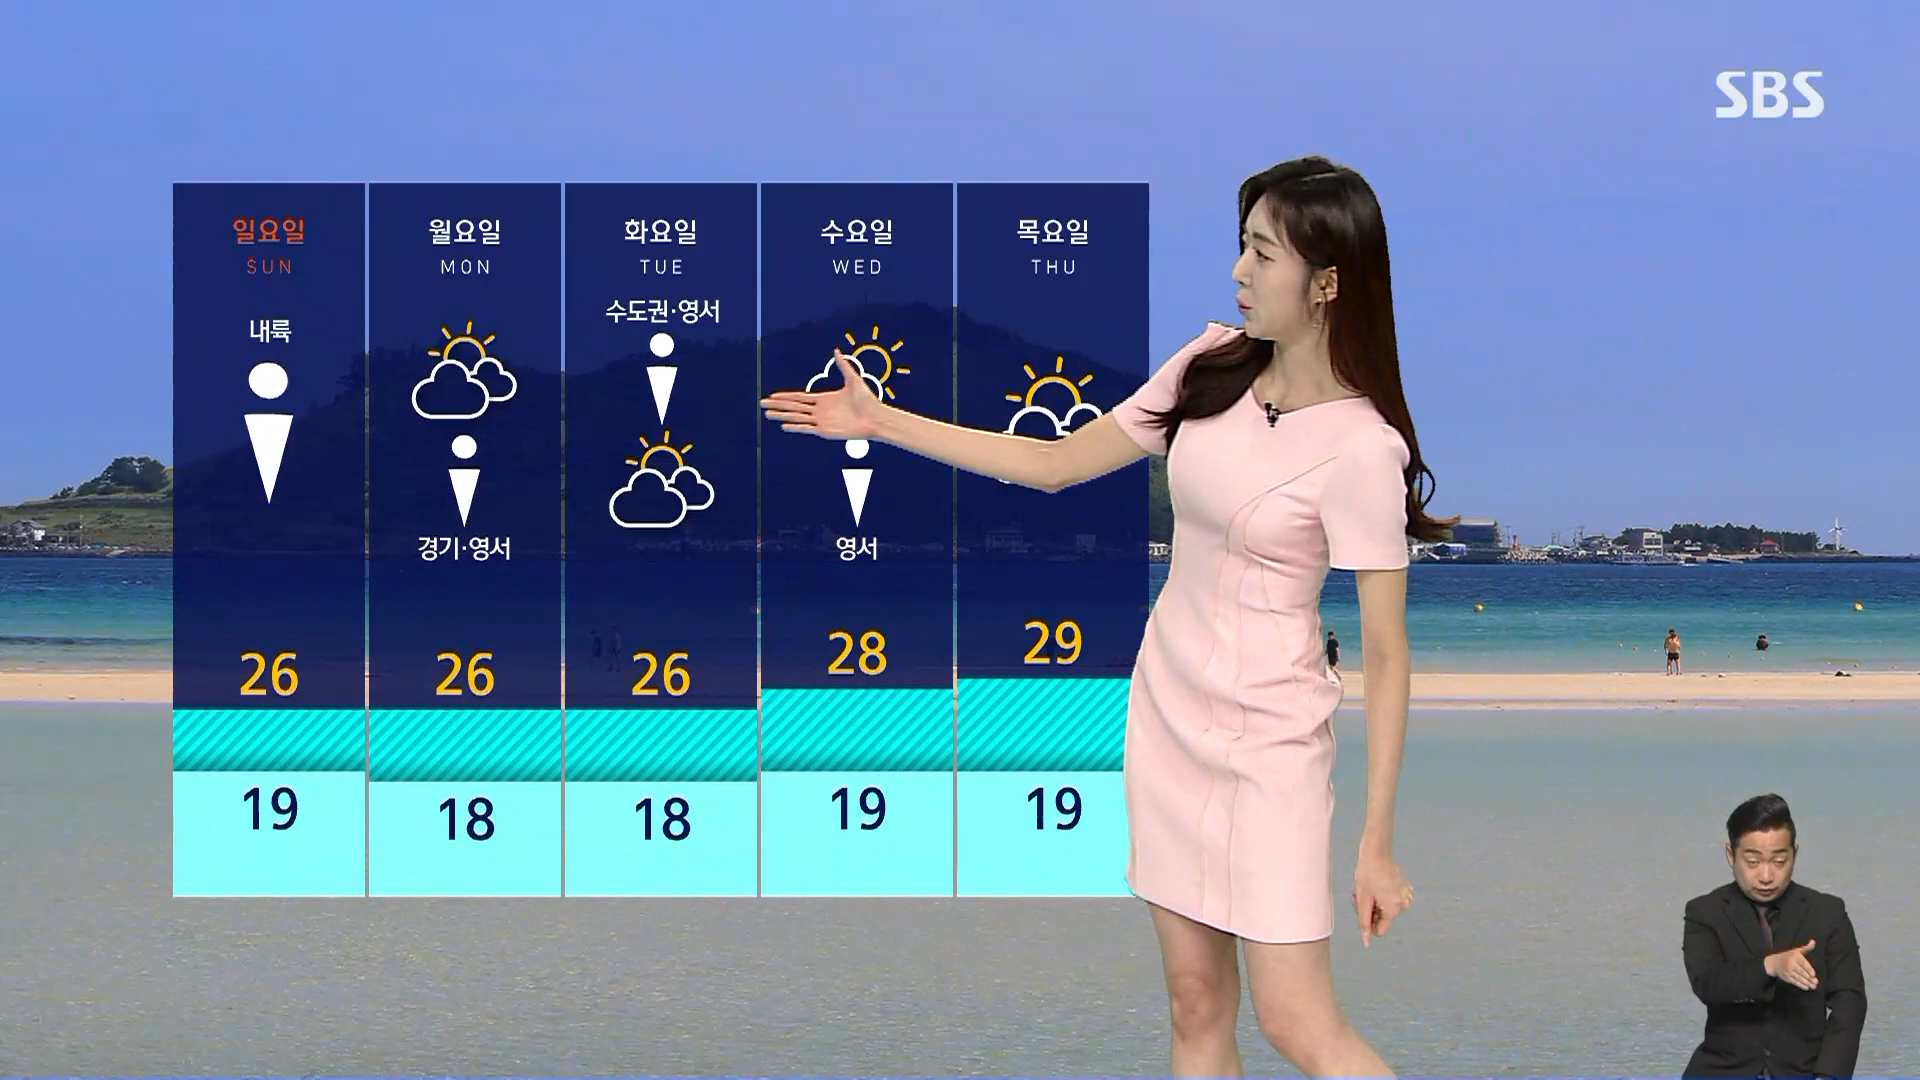 SBS
일요일
SUN
내륙
26
19
월요일
MON
경기·영서
26
18
화요일
TUE
수도권·영서
26
18
수요일
WED
영서
28
19
목요일
THU
29
19